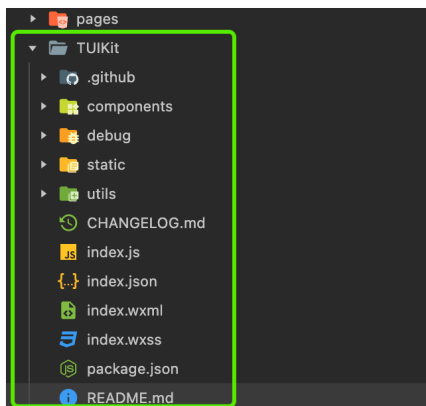 pages
TUIKit
.github
components
debug
static
utils
CHANGELOG.md
JS index.js
{...} index.json
index.wxml
index.wxss
package.json
README.md